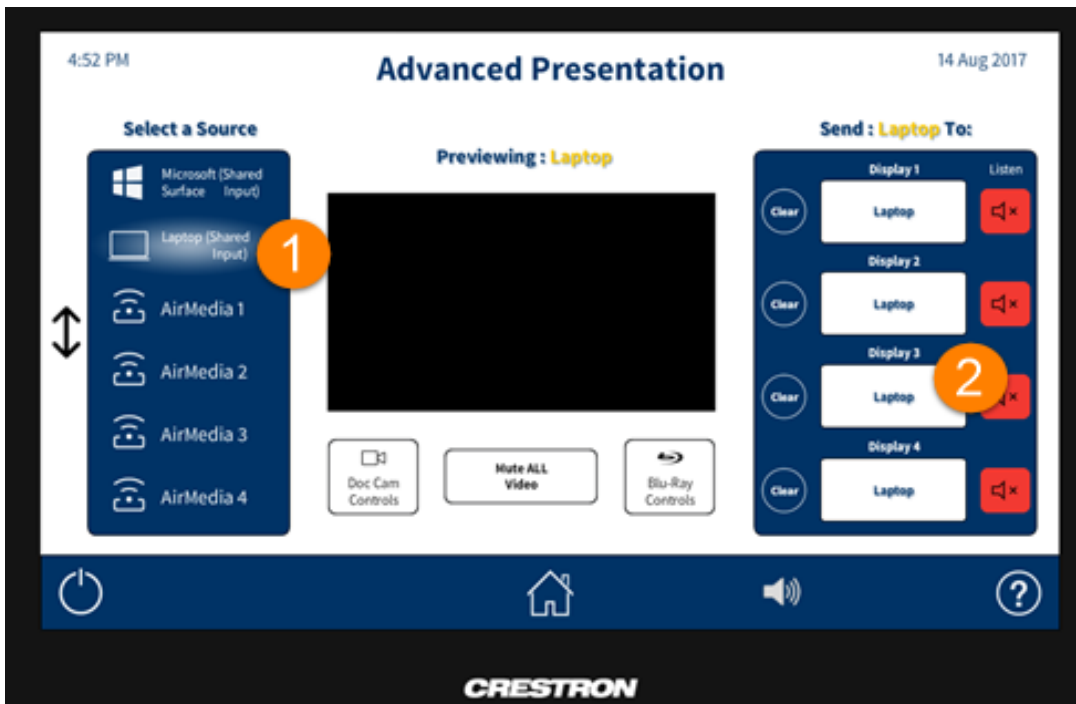 4:52 PM
Advanced Presentation
14 Aug 2017
Select a Source
Microsoft (Shared
Surface Input)
Laptop (Shared
Input)
1
AirMedia 1
AirMedia 2
AirMedia 3
AirMedia 4
Previewing : Laptop
Doc Cam
Controls
Mute ALL
Video
Blu-Ray
Controls
Send : Laptop To:
Display 1
Listen
Clear
Laptop
Display 2
Clear
Laptop
Display 3
2
Clear
Laptop
Display 4
Clear
Laptop
?
CRESTRON